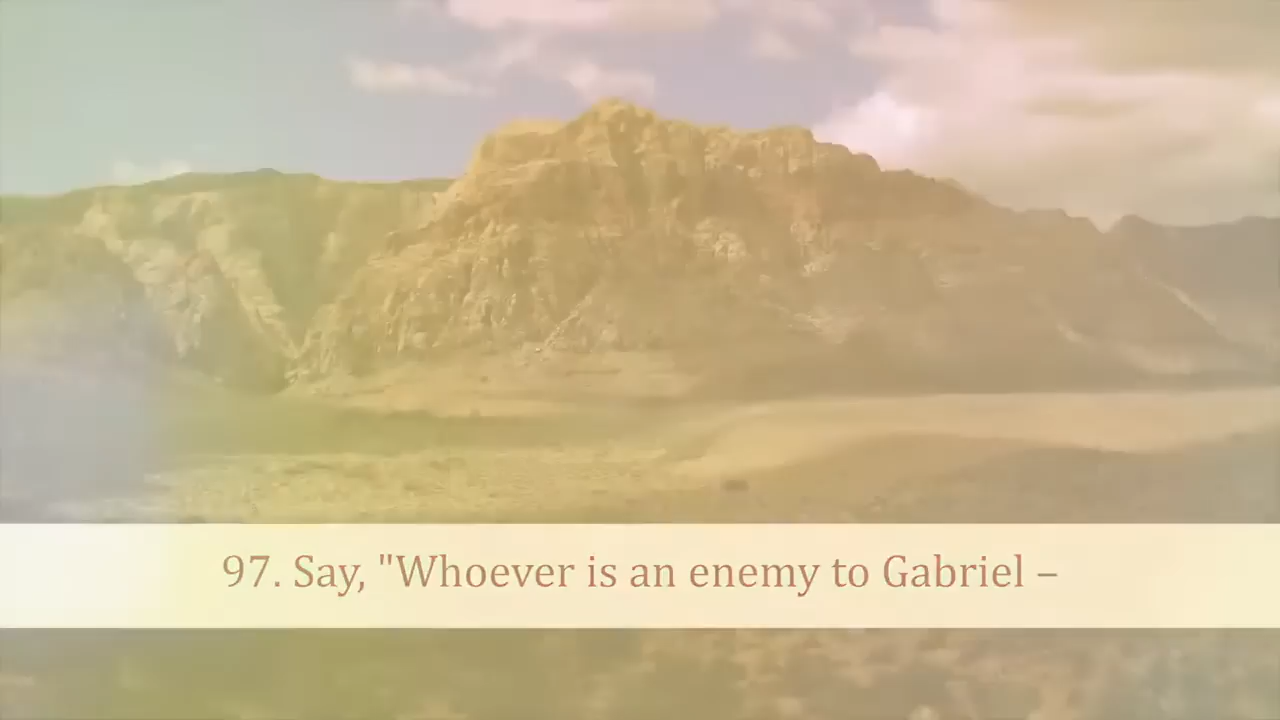 97. Say, "Whoever is an enemy to Gabriel –